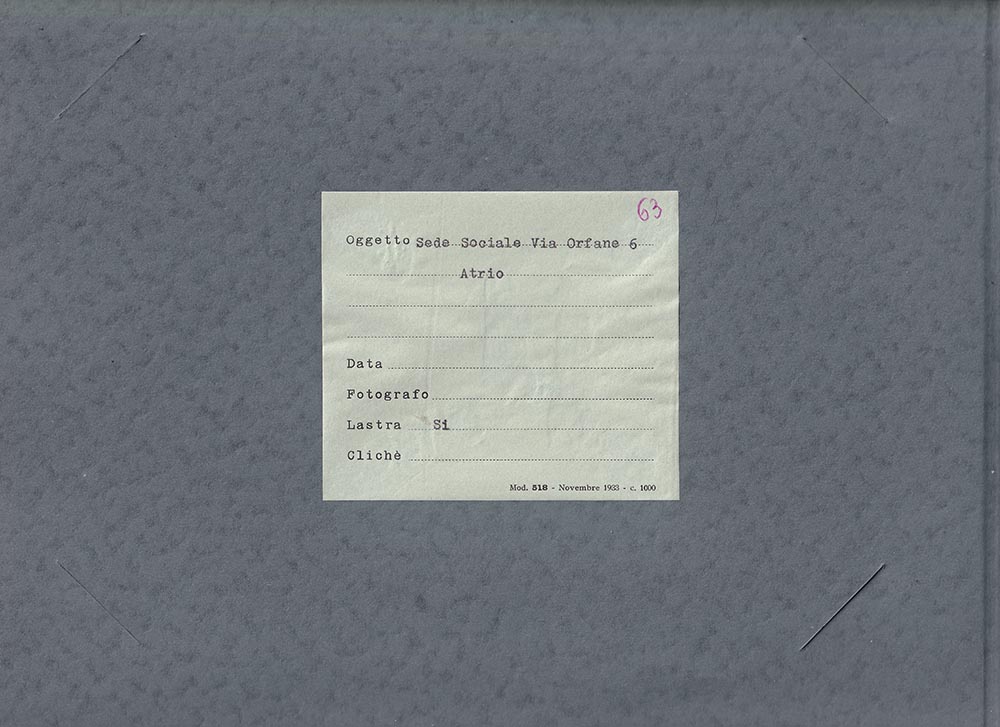 63
Oggetto Sede Sociale Via Orfane 6
Atrio
Data
Fotografo
Lastra Si
Clichè
Mod. 518 - Novembre 1933 - c. 1000